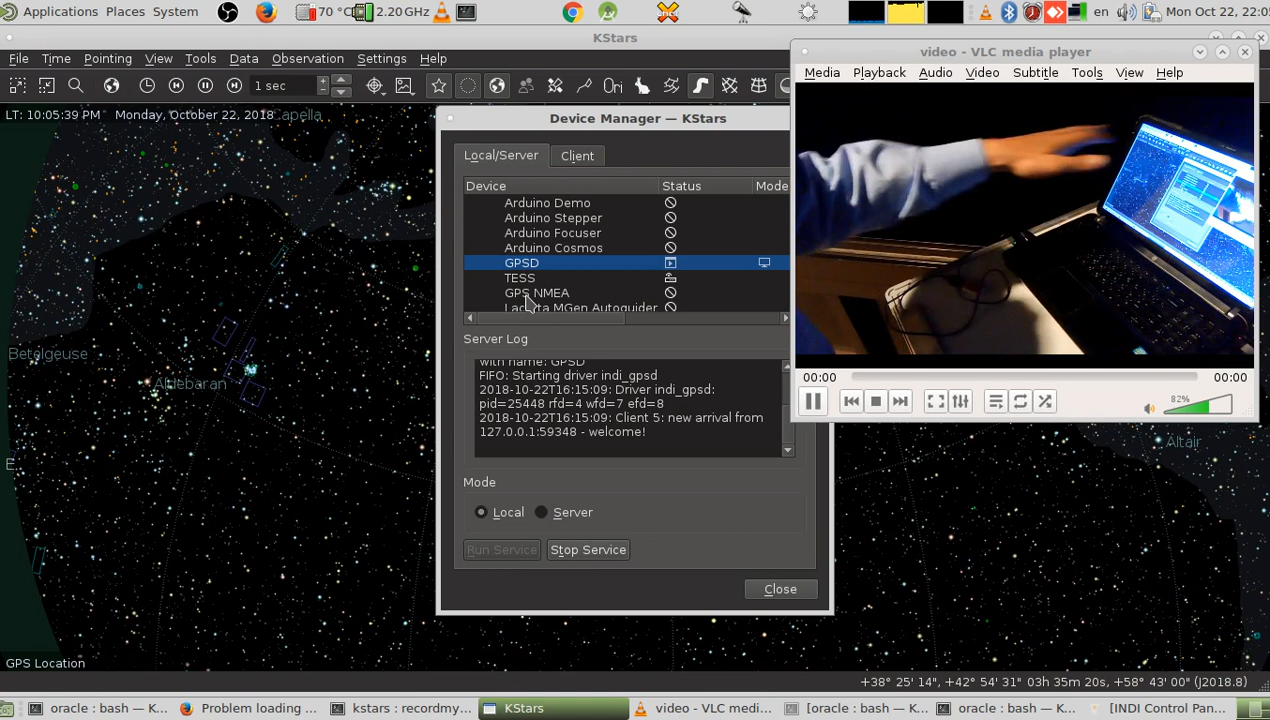 Applications Places System
70 °C
2.20 GHz
en
Mon Oct 22, 22:05
KStars
File Time Pointing View Tools Data Observation Settings Help
1 sec
Ori
LT: 10:05:39 PM Monday, October 22, 2018
Capella
Betelgeuse
Aldebaran
E
Altair
GPS Location
Device Manager — KStars
Local/Server Client
Device Status Mode
Arduino Demo
Arduino Stepper
Arduino Focuser
Arduino Cosmos
GPSD
TESS
GPS NMEA
Lacerta MGen Autoguider
Server Log
with name: GPSD
FIFO: Starting driver indi_gpsd
2018-10-22T16:15:09: Driver indi_gpsd:
pid=25448 rfd=4 wfd=7 efd=8
2018-10-22T16:15:09: Client 5: new arrival from
127.0.0.1:59348 - welcome!
Mode
Local Server
Run Service Stop Service
Close
video - VLC media player
Media Playback Audio Video Subtitle Tools View Help
00:00 00:00
82%
+38° 25' 14", +42° 54' 31" 03h 35m 20s, +58° 43' 00" (J2018.8)
oracle : bash — K...
Problem loading ...
kstars : recordmy...
KStars
video - VLC medi...
[oracle : bash — ...
oracle : bash — K...
[INDI Control Pan...